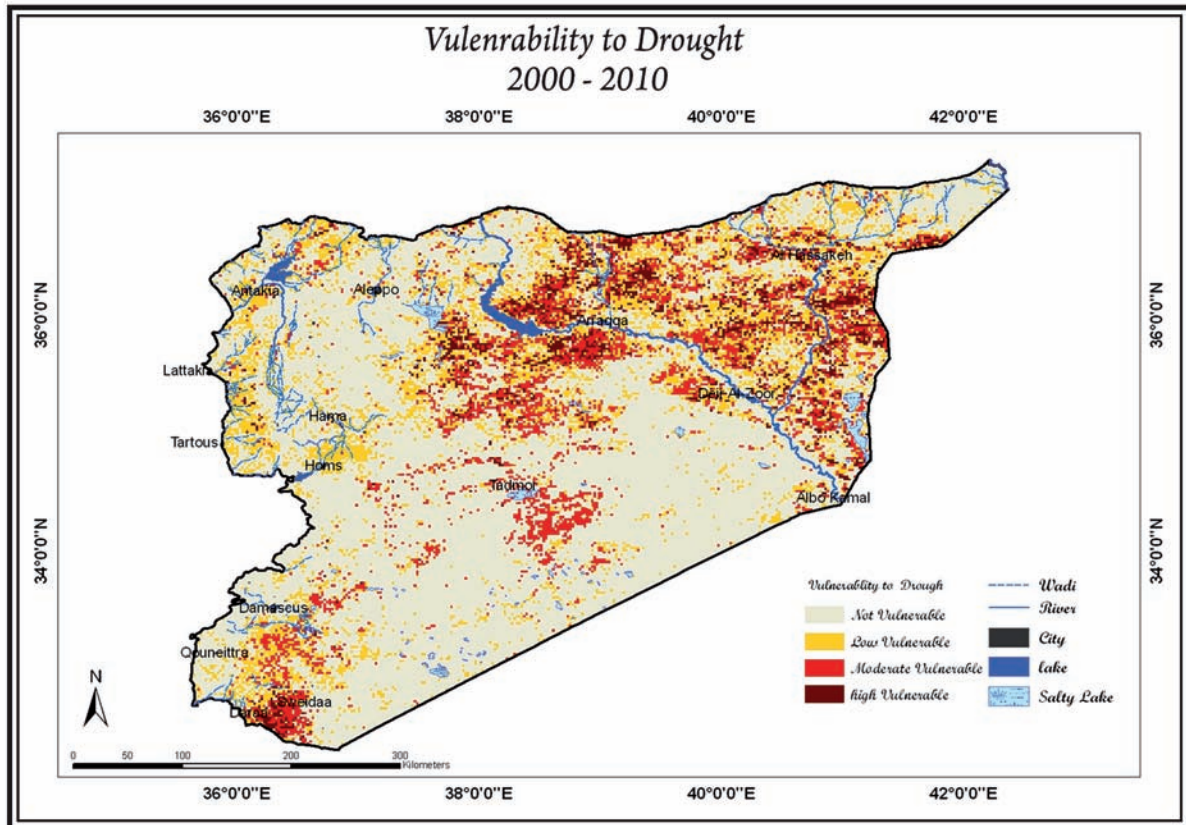 Vulenrability to Drought
2000 - 2010
36°0'0"E 38°0'0"E 40°0'0"E 42°0'0"E
36°0'0"N
36°0'0"N
Al Hassakeh
Antakia
Aleppo
Arraqqa
Lattakia
Deir Al Zoor
Hama
Tartous
Homs
Tadmor
Albo Kamal
34°0'0"N
34°0'0"N
Damascus
Qouneittra
Sweidaa
Daraa
Vulnerablity to Drough
Not Vulnerable
Low Vulnerable
Moderate Vulnerable
high Vulnerable
Wadi
River
City
lake
Salty Lake
N
0 50 100 200 300
Kilometers
36°0'0"E 38°0'0"E 40°0'0"E 42°0'0"E